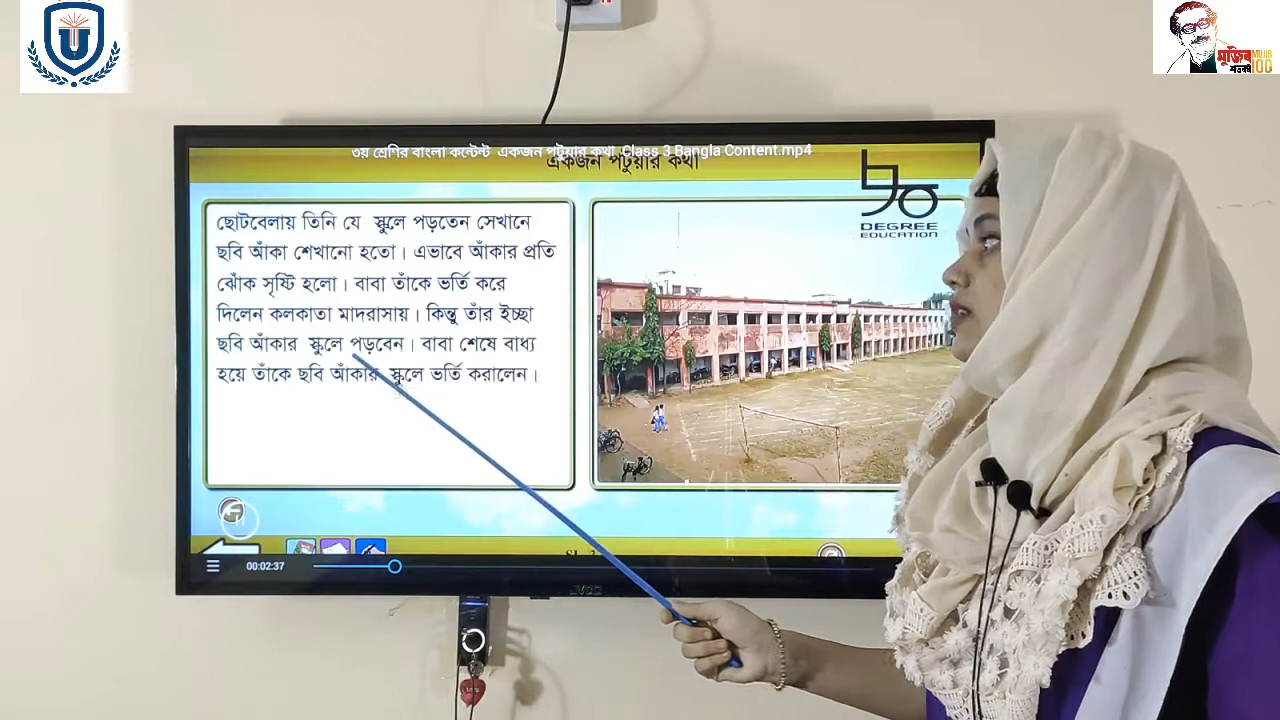 ৩য় শ্রেণির বাংলা কন্টেন্ট একজন পটুয়ার কথা Class 3 Bangla Content.mp4
একজন পটুয়ার কথা
ছোটবেলায় তিনি যে স্কুলে পড়তেন সেখানে
ছবি আঁকা শেখানো হতো। এভাবে আঁকার প্রতি
ঝোঁক সৃষ্টি হলো। বাবা তাঁকে ভর্তি করে
দিলেন কলকাতা মাদরাসায়। কিন্তু তাঁর ইচ্ছা
ছবি আঁকার স্কুলে পড়বেন। বাবা শেষে বাধ্য
হয়ে তাঁকে ছবি আঁকার স্কুলে ভর্তি করালেন।
DEGREE
EDUCATION
00:02:37
মুজিব
MUJIB
100